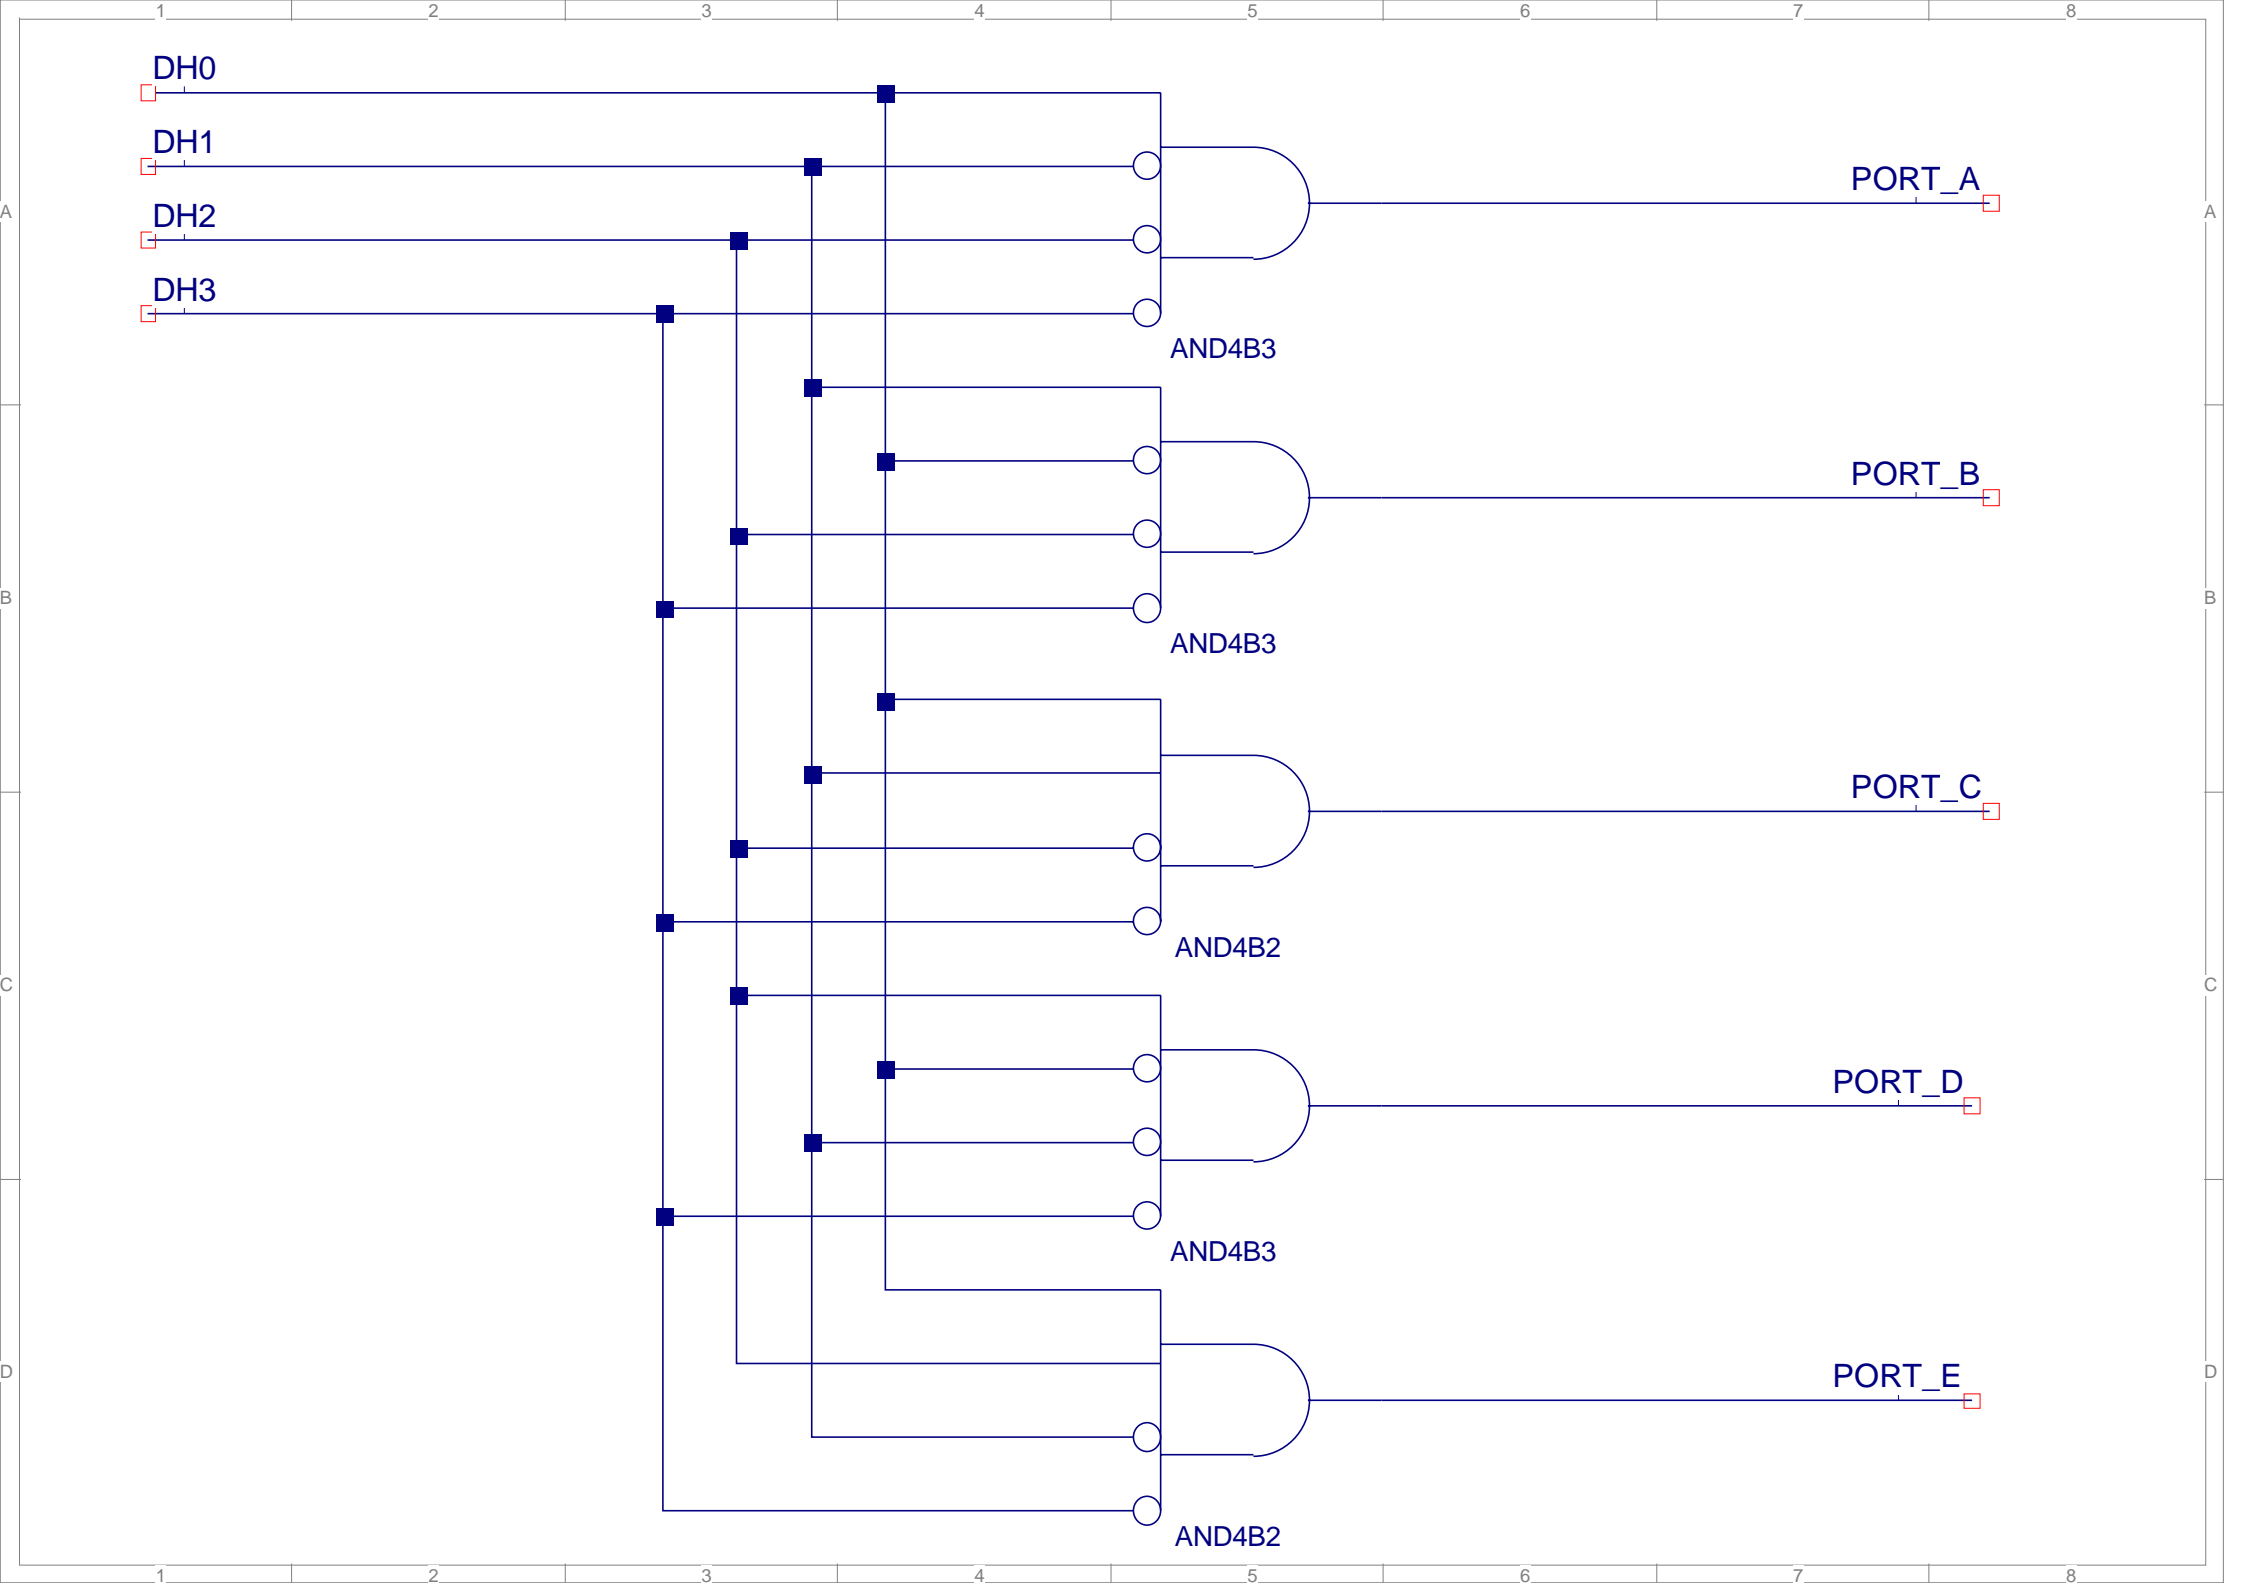 1 2 3 4 5 6 7 8
DH0
DH1
PORT_A
A A
DH2
DH3
AND4B3
PORT_B
B B
AND4B3
PORT_C
AND4B2
C C
PORT_D
AND4B3
PORT_E
D D
AND4B2
1 2 3 4 5 6 7 8